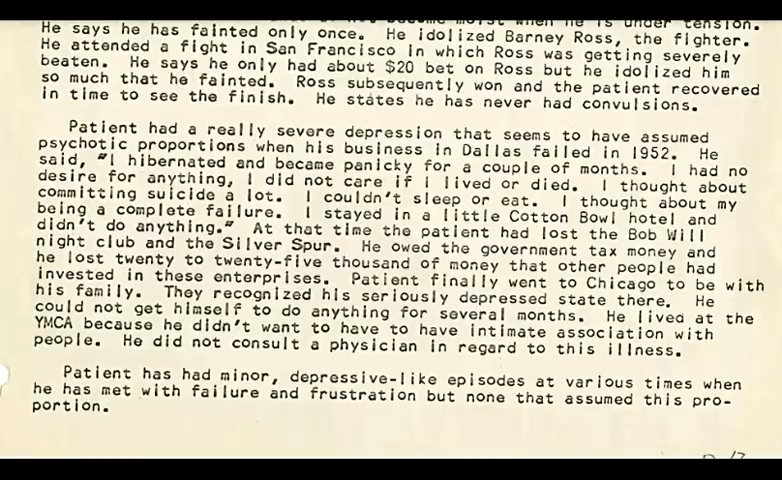 when he is under tension.
He says he has fainted only once. He idolized Barney Ross, the fighter.
He attended a fight in San Francisco in which Ross was getting severely
beaten. He says he only had about $20 bet on Ross but he idolized him
so much that he fainted. Ross subsequently won and the patient recovered
in time to see the finish. He states he has never had convulsions.
Patient had a really severe depression that seems to have assumed
psychotic proportions when his business in Dallas failed in 1952. He
said, "I hibernated and became panicky for a couple of months. I had no
desire for anything, I did not care if I lived or died. I thought about
committing suicide a lot. I couldn't sleep or eat. I thought about my
being a complete failure. I stayed in a little Cotton Bowl hotel and
didn't do anything." At that time the patient had lost the Bob Will
night club and the Silver Spur. He owed the government tax money and
he lost twenty to twenty-five thousand of money that other people had
invested in these enterprises. Patient finally went to Chicago to be with
his family. They recognized his seriously depressed state there. He
could not get himself to do anything for several months. He lived at the
YMCA because he didn't want to have to have intimate association with
people. He did not consult a physician in regard to this illness.
Patient has had minor, depressive-like episodes at various times when
he has met with failure and frustration but none that assumed this pro-
portion.